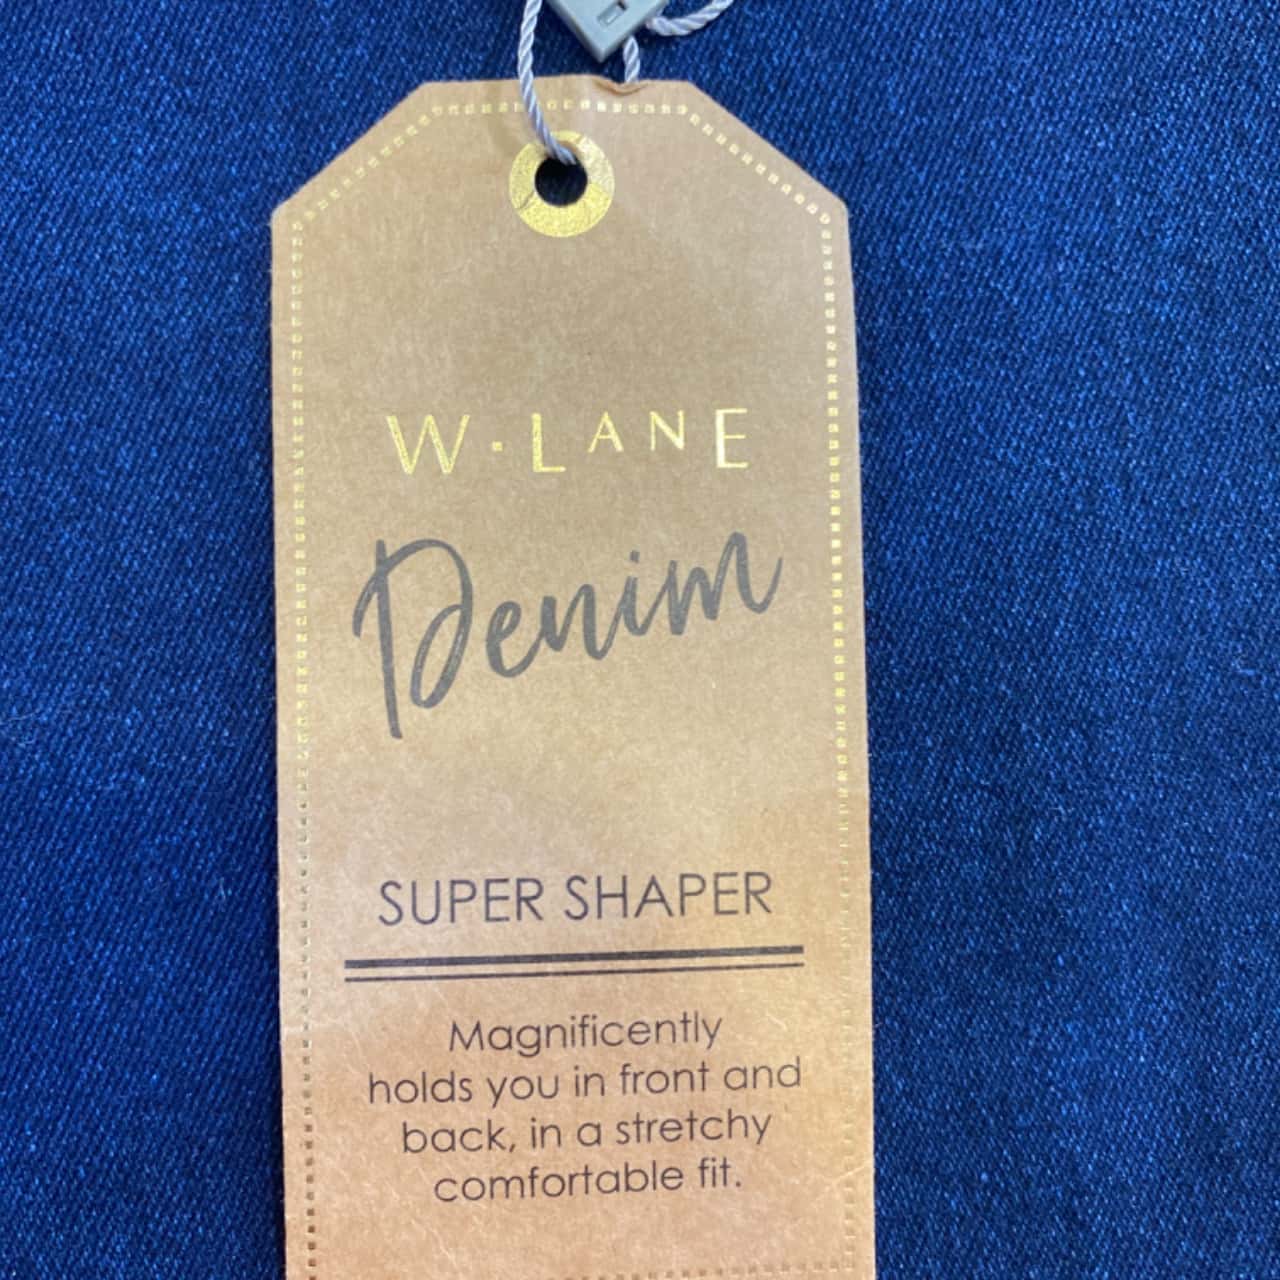 W·LANE
Denim
SUPER SHAPER
Magnificently
holds you in front and
back, in a stretchy
comfortable fit.